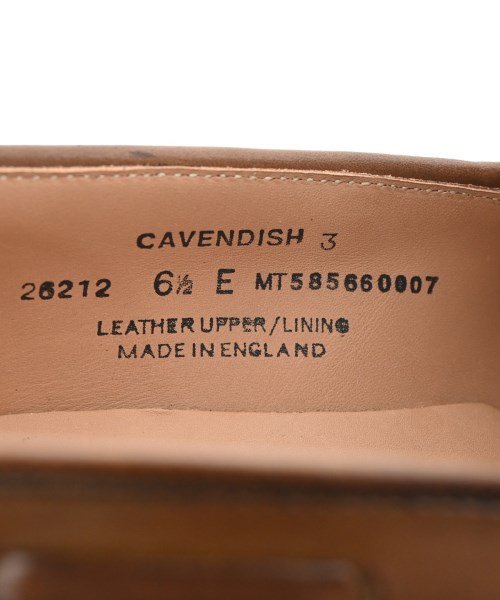 CAVENDISH 3
26212 6½ E MT585660007
LEATHER UPPER/LINING
MADE IN ENGLAND